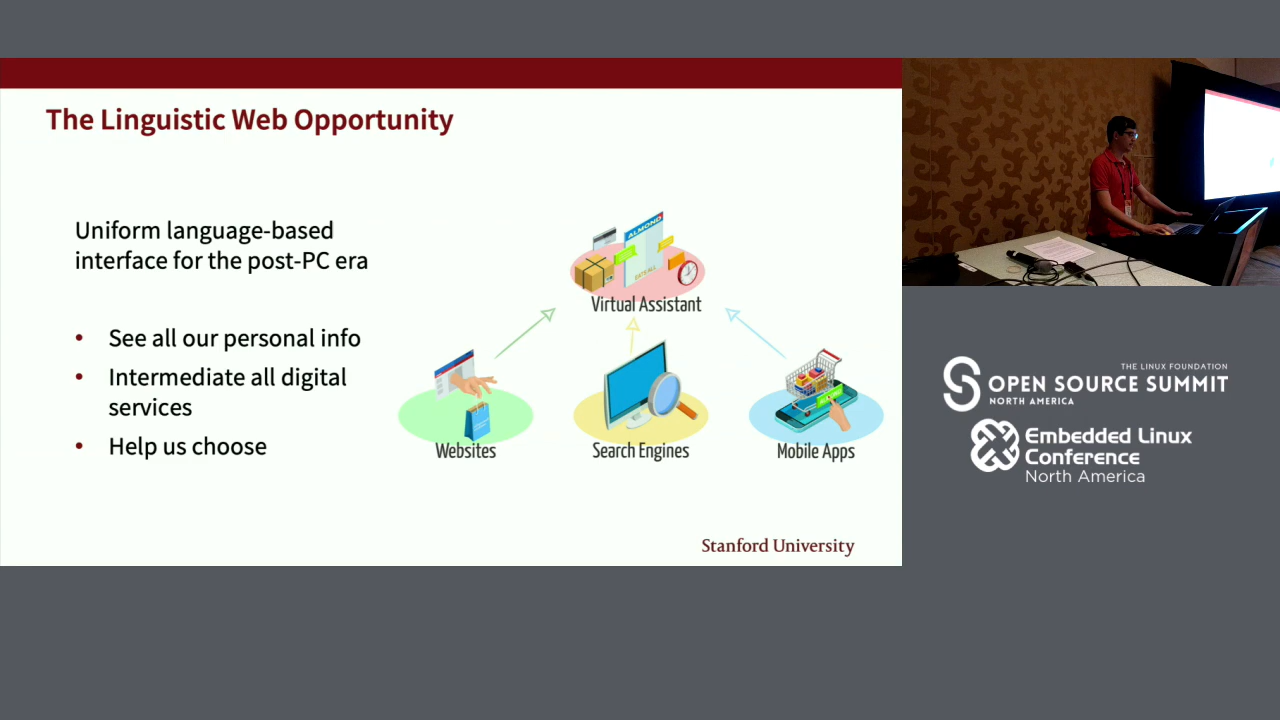 The Linguistic Web Opportunity
Uniform language-based
interface for the post-PC era
• See all our personal info
• Intermediate all digital
services
• Help us choose
ALMOND
Virtual Assistant
Websites
Search Engines
Mobile Apps
Stanford University
THE LINUX FOUNDATION
OPEN SOURCE SUMMIT
NORTH AMERICA
Embedded Linux
Conference
North America